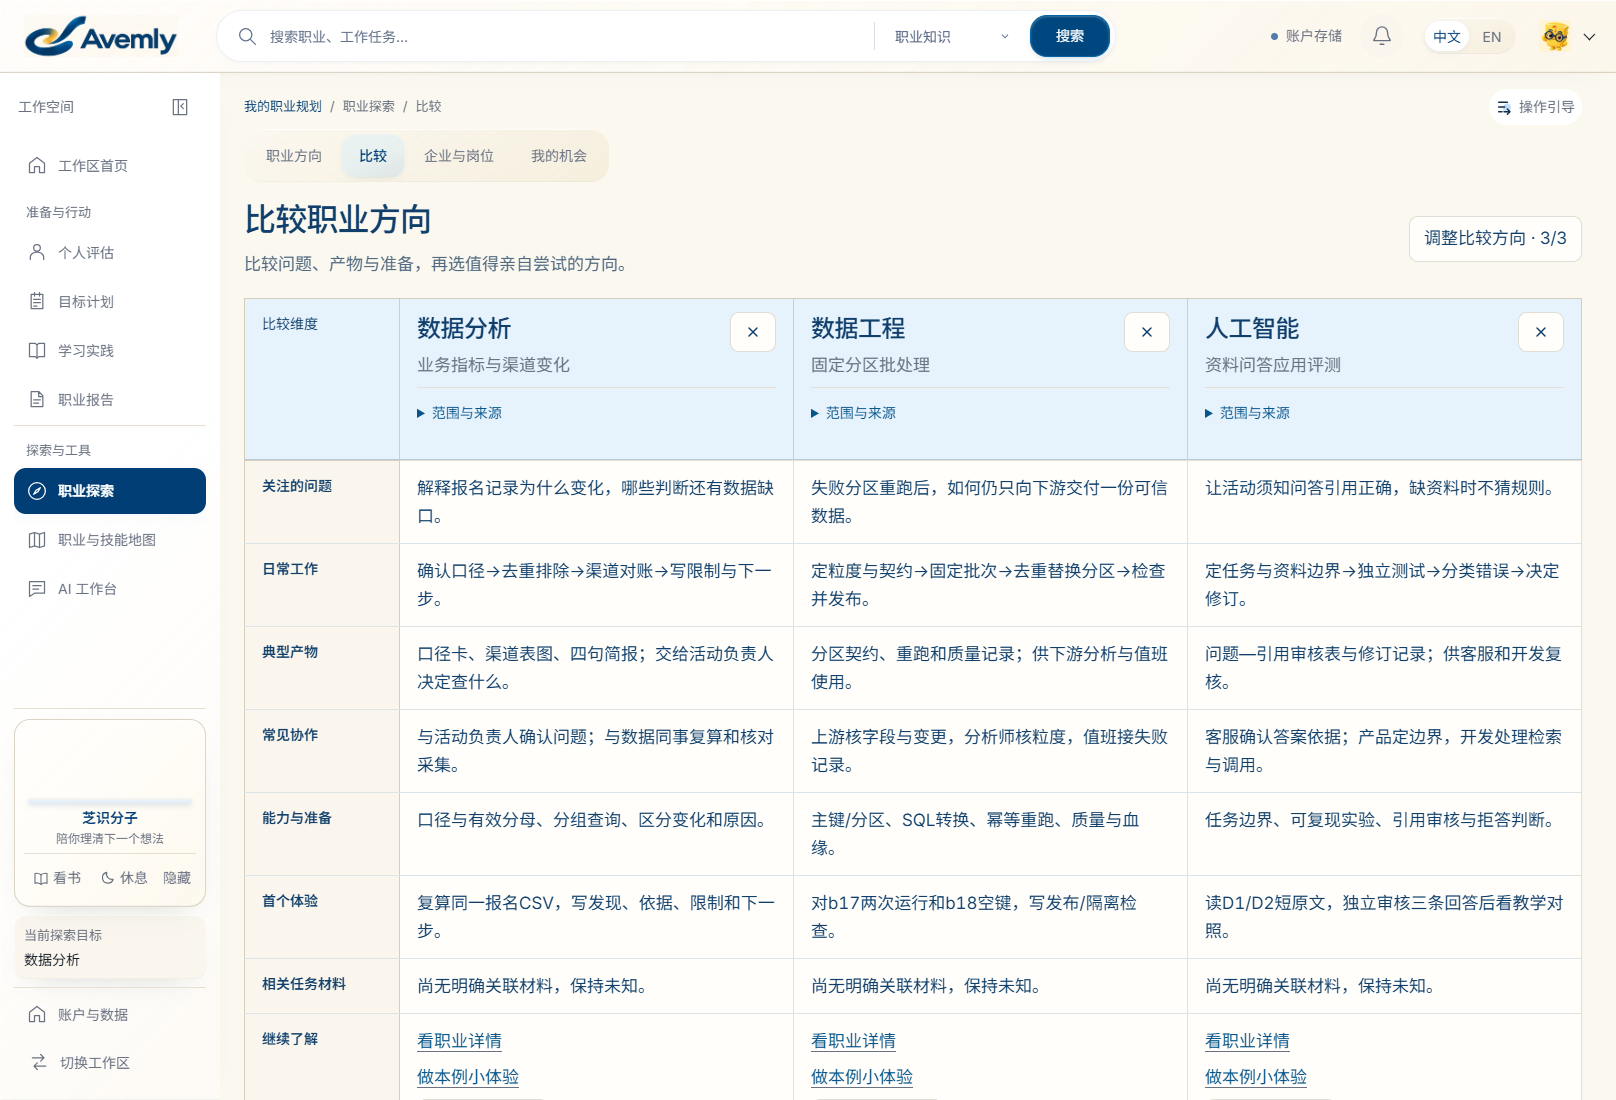 Avemly
搜索职业、工作任务...
职业知识
搜索
账户存储
中文
EN
工作空间
工作区首页
准备与行动
个人评估
目标计划
学习实践
职业报告
探索与工具
职业探索
职业与技能地图
AI 工作台
芝识分子
陪你理清下一个想法
看书
休息
隐藏
当前探索目标
数据分析
账户与数据
切换工作区
我的职业规划 / 职业探索 / 比较
操作引导
职业方向
比较
企业与岗位
我的机会
比较职业方向
比较问题、产物与准备，再选值得亲自尝试的方向。
调整比较方向 · 3/3
比较维度
数据分析
业务指标与渠道变化
范围与来源
数据工程
固定分区批处理
范围与来源
人工智能
资料问答应用评测
范围与来源
关注的问题
解释报名记录为什么变化，哪些判断还有数据缺
口。
失败分区重跑后，如何仍只向下游交付一份可信
数据。
让活动须知问答引用正确，缺资料时不猜规则。
日常工作
确认口径→去重排除→渠道对账→写限制与下一
步。
定粒度与契约→固定批次→去重替换分区→检查
并发布。
定任务与资料边界→独立测试→分类错误→决定
修订。
典型产物
口径卡、渠道表图、四句简报；交给活动负责人
决定查什么。
分区契约、重跑和质量记录；供下游分析与值班
使用。
问题—引用审核表与修订记录；供客服和开发复
核。
常见协作
与活动负责人确认问题；与数据同事复算和核对
采集。
上游核字段与变更，分析师核粒度，值班接失败
记录。
客服确认答案依据；产品定边界，开发处理检索
与调用。
能力与准备
口径与有效分母、分组查询、区分变化和原因。
主键/分区、SQL转换、幂等重跑、质量与血
缘。
任务边界、可复现实验、引用审核与拒答判断。
首个体验
复算同一报名CSV，写发现、依据、限制和下一
步。
对b17两次运行和b18空键，写发布/隔离检
查。
读D1/D2短原文，独立审核三条回答后看教学对
照。
相关任务材料
尚无明确关联材料，保持未知。
尚无明确关联材料，保持未知。
尚无明确关联材料，保持未知。
继续了解
看职业详情
做本例小体验
看职业详情
做本例小体验
看职业详情
做本例小体验